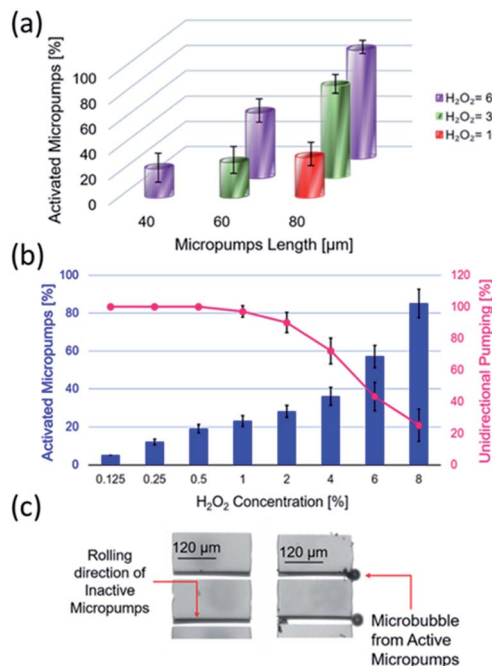 (a)
Activated Micropumps [%]
100
80
60
40
20
0
40
60
80
Micropumps Length [µm]
H₂O₂= 6
H₂O₂= 3
H₂O₂= 1
(b)
Activated Micropumps [%]
100
80
60
40
20
0
0.125
0.25
0.5
1
2
4
6
8
H₂O₂ Concentration [%]
120
100
80
60
40
20
0
Unidirectional Pumping [%]
(c)
Rolling
direction of
Inactive
Micropumps
120 µm
120 µm
Microbubble
from Active
Micropumps